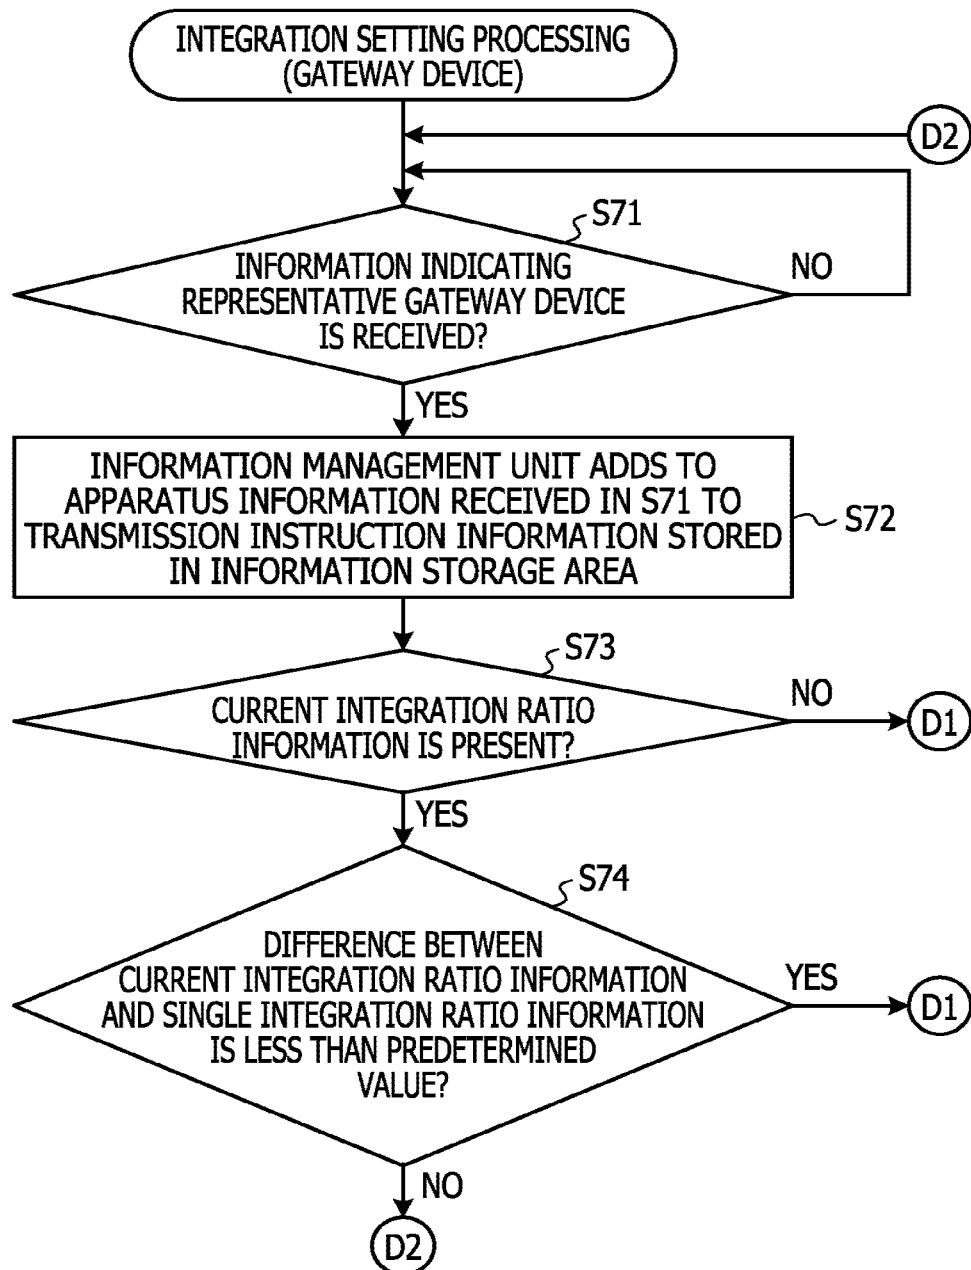 INTEGRATION SETTING PROCESSING
(GATEWAY DEVICE)
D2
S71
INFORMATION INDICATING
REPRESENTATIVE GATEWAY DEVICE
IS RECEIVED?
NO
YES
INFORMATION MANAGEMENT UNIT ADDS TO
APPARATUS INFORMATION RECEIVED IN S71 TO
TRANSMISSION INSTRUCTION INFORMATION STORED
IN INFORMATION STORAGE AREA
S72
S73
CURRENT INTEGRATION RATIO
INFORMATION IS PRESENT?
NO
D1
YES
S74
DIFFERENCE BETWEEN
CURRENT INTEGRATION RATIO INFORMATION
AND SINGLE INTEGRATION RATIO INFORMATION
IS LESS THAN PREDETERMINED
VALUE?
YES
D1
NO
D2